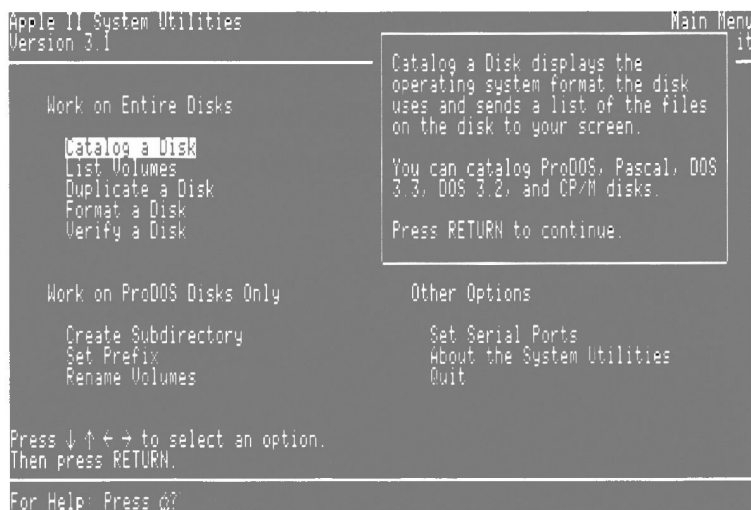 Apple II System Utilities
Main Menu
Version 3.1
it
Catalog a Disk displays the
operating system format the disk
uses and sends a list of the files
on the disk to your screen.
You can catalog ProDOS, Pascal, DOS
3.3, DOS 3.2, and CP/M disks.
Press RETURN to continue.
Work on Entire Disks
Catalog a Disk
List Volumes
Duplicate a Disk
Format a Disk
Verify a Disk
Work on ProDOS Disks Only
Create Subdirectory
Set Prefix
Rename Volumes
Other Options
Set Serial Ports
About the System Utilities
Quit
Press ↓ ↑ ← → to select an option.
Then press RETURN.
For Help: Press ?